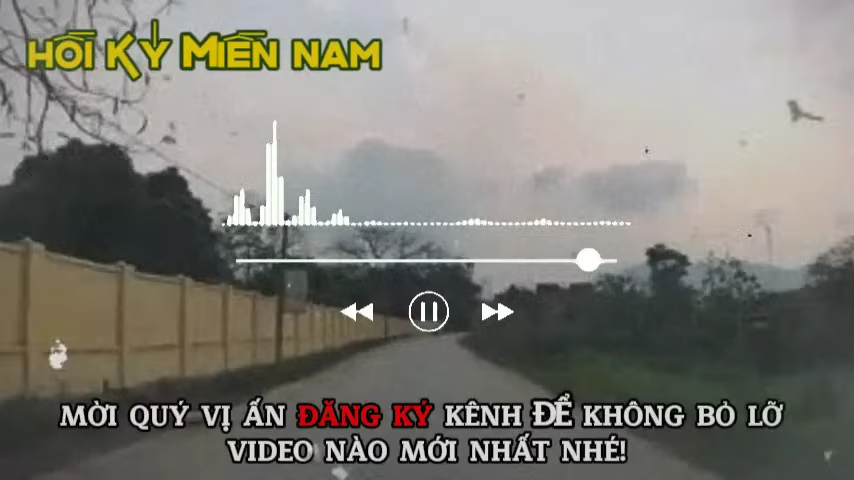 HỒI KÝ MIỀN NAM
MỜI QUÝ VỊ ẤN ĐĂNG KÝ KÊNH ĐỂ KHÔNG BỎ LỠ
VIDEO NÀO MỚI NHẤT NHÉ!